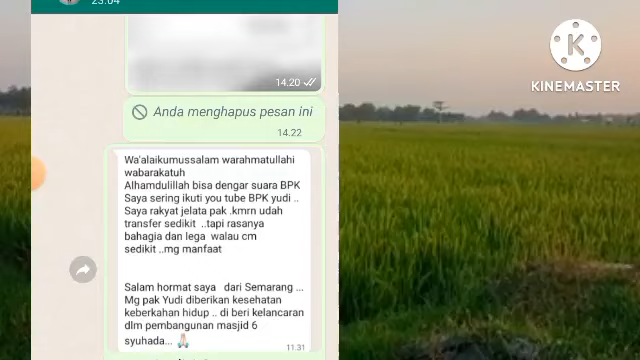 23.04
14.20
Anda menghapus pesan ini
14.22
Wa'alaikumussalam warahmatullahi
wabarakatuh
Alhamdulillah bisa dengar suara BPK
Saya sering ikuti you tube BPK yudi ..
Saya rakyat jelata pak .kmrn udah
transfer sedikit ..tapi rasanya
bahagia dan lega walau cm
sedikit ..mg manfaat
Salam hormat saya dari Semarang ...
Mg pak Yudi diberikan kesehatan
keberkahan hidup .. di beri kelancaran
dlm pembangunan masjid 6
syuhada...
11.31
K
KINEMASTER